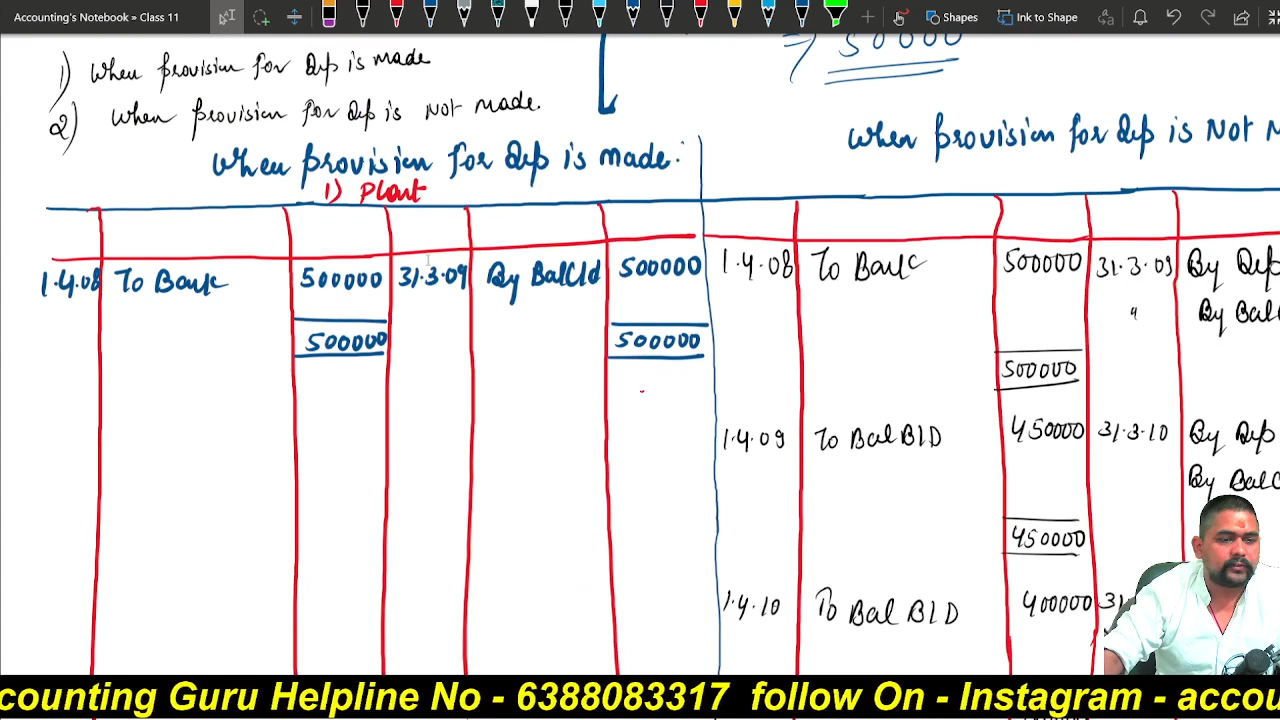 Accounting's Notebook » Class 11
Shapes
Ink to Shape
⇒ 50000
1) When provision for Dep is made
2) When provision for Dep is Not made.
When provision for Dep is made.
1) Plant
1.4.08 To Bank 500000 31.3.09 By Bal C/d 500000
500000 500000
When provision for Dep is Not M
1.4.08 To Bank 500000 31.3.09 By Dep
" By Bal
500000
1.4.09 To Bal B/D 450000 31.3.10 By Dep
By Bal C
450000
1.4.10 To Bal B/D 400000 31
ccounting Guru Helpline No - 6388083317 follow On - Instagram - accou